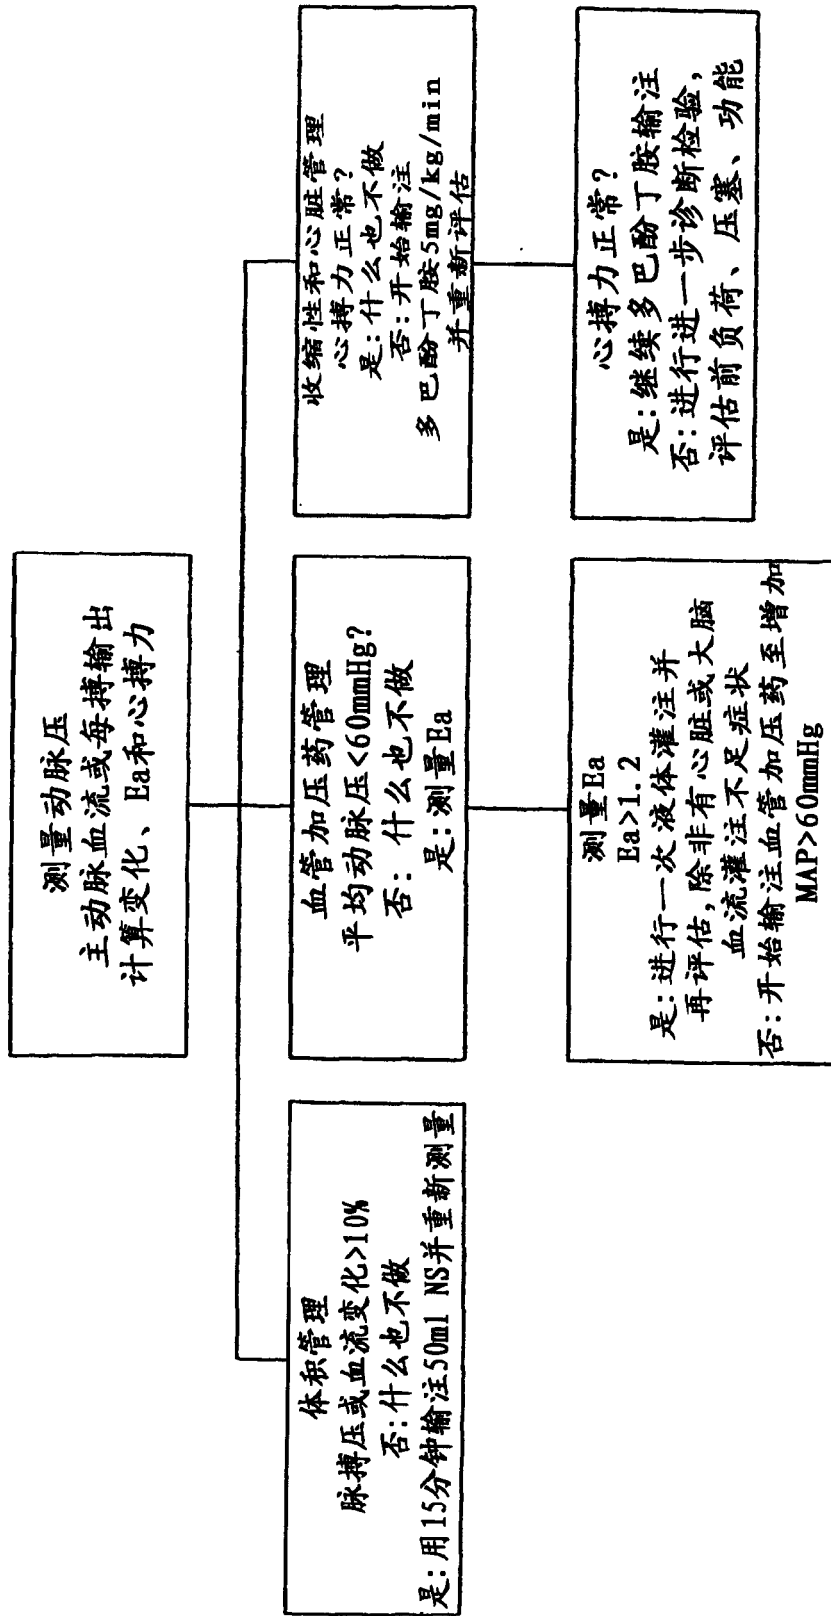 测量动脉压
主动脉血流或每搏输出
计算变化、Ea和心搏力
体积管理
脉搏压或血流变化>10%
否:什么也不做
是:用15分钟输注50ml NS并重新测量
血管加压药管理
平均动脉压<60mmHg?
否: 什么也不做
是:测量Ea
收缩性和心脏管理
心搏力正常?
是:什么也不做
否:开始输注
多巴酚丁胺5mg/kg/min
并重新评估
测量Ea
Ea>1.2
是:进行一次液体灌注并
再评估,除非有心脏或大脑
血流灌注不足症状
否:开始输注血管加压药至增加
MAP>60mmHg
心搏力正常?
是:继续多巴酚丁胺输注
否:进行进一步诊断检验,
评估前负荷、压塞、功能